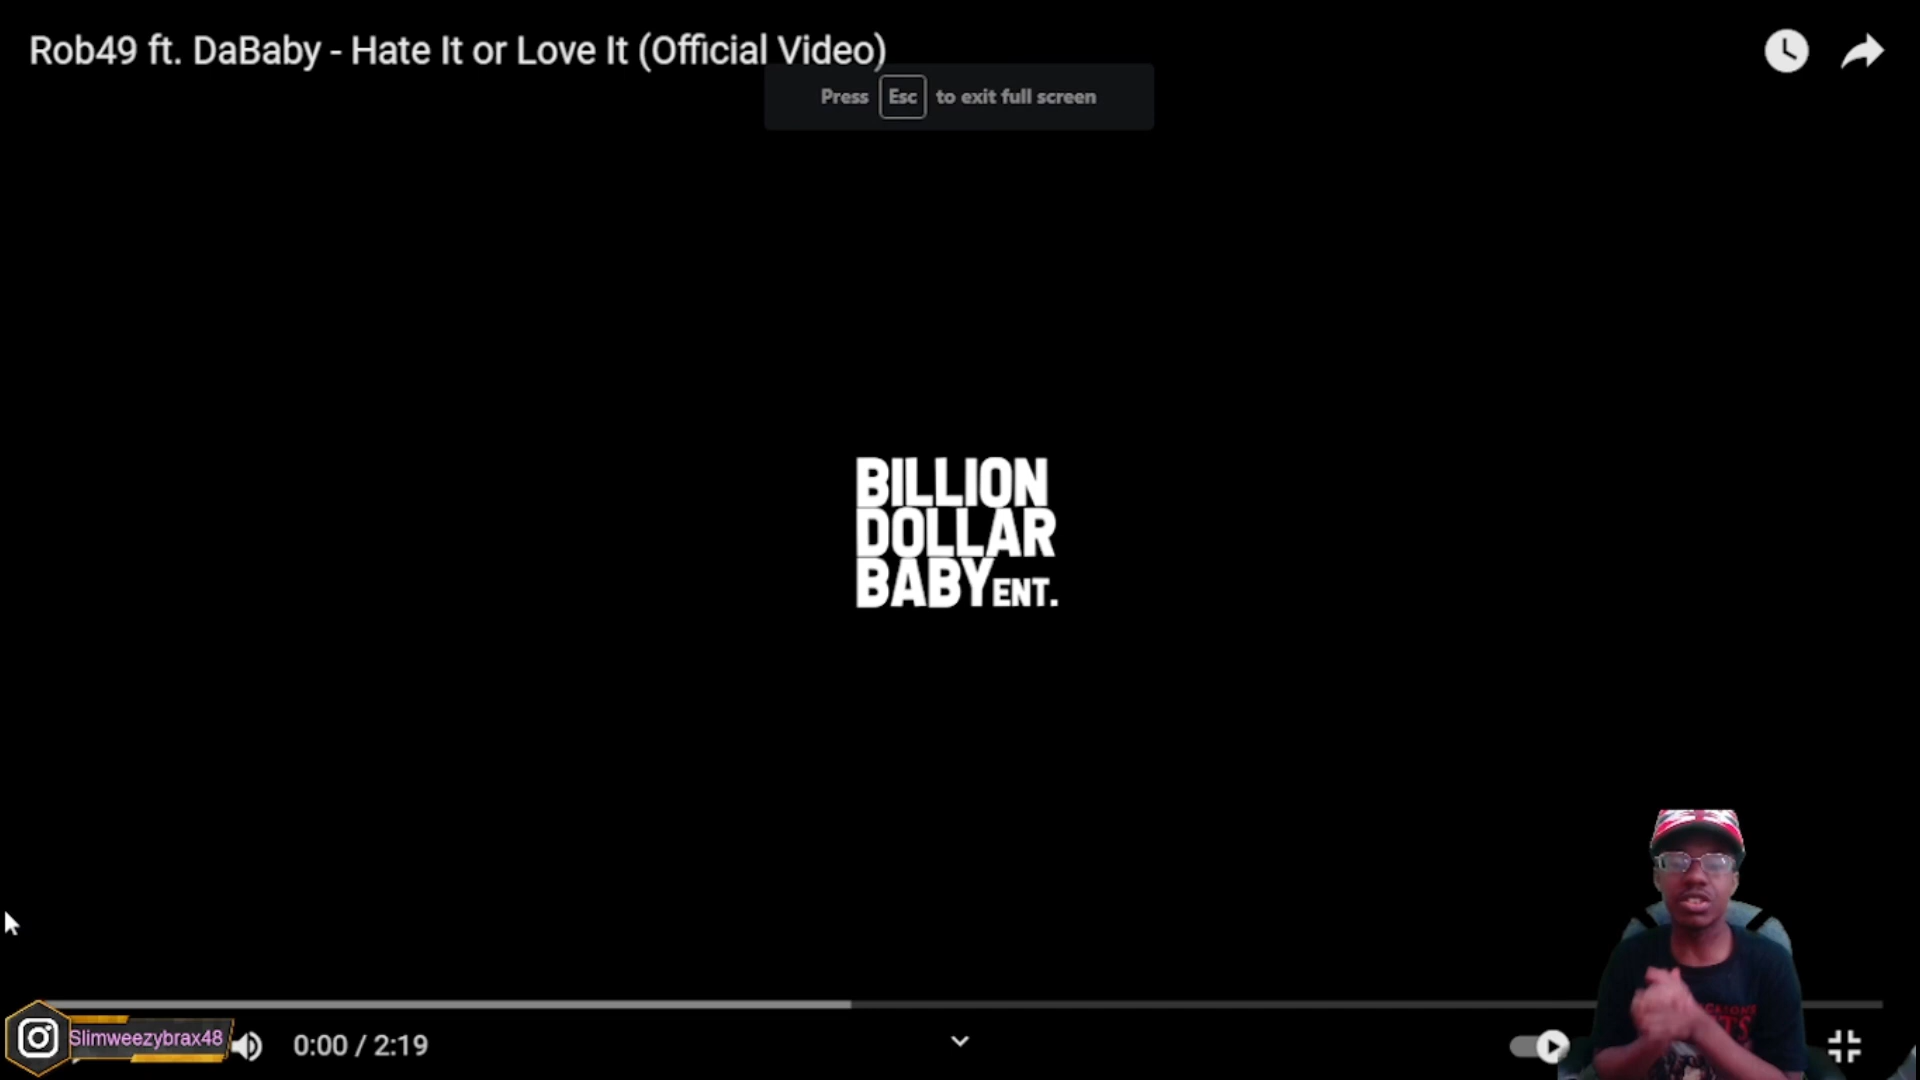 Rob49 ft. DaBaby - Hate It or Love It (Official Video)
Press Esc to exit full screen
BILLION
DOLLAR
BABY ENT.
Slimweezybrax48
0:00 / 2:19